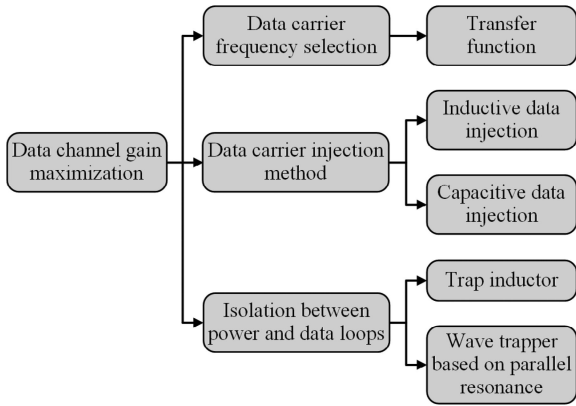 Data carrier
frequency selection
Transfer
function
Data channel gain
maximization
Data carrier injection
method
Inductive data
injection
Capacitive data
injection
Isolation between
power and data loops
Trap inductor
Wave trapper
based on parallel
resonance